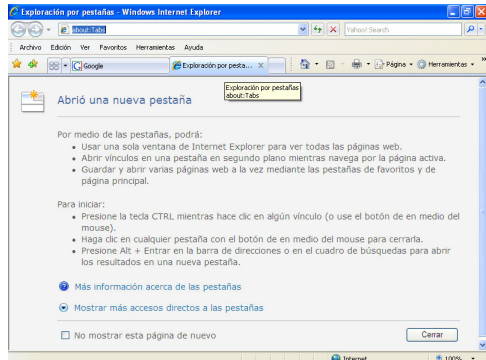 Exploración por pestañas - Windows Internet Explorer
about:Tabs
Yahoo! Search
Archivo Edición Ver Favoritos Herramientas Ayuda
Google
Exploración por pesta...
Página
Herramientas
Exploración por pestañas
about:Tabs
Abrió una nueva pestaña
Por medio de las pestañas, podrá:
• Usar una sola ventana de Internet Explorer para ver todas las páginas web.
• Abrir vínculos en una pestaña en segundo plano mientras navega por la página activa.
• Guardar y abrir varias páginas web a la vez mediante las pestañas de favoritos y de
página principal.
Para iniciar:
• Presione la tecla CTRL mientras hace clic en algún vínculo (o use el botón de en medio del
mouse).
• Haga clic en cualquier pestaña con el botón de en medio del mouse para cerrarla.
• Presione Alt + Entrar en la barra de direcciones o en el cuadro de búsquedas para abrir
los resultados en una nueva pestaña.
Más información acerca de las pestañas
Mostrar más accesos directos a las pestañas
No mostrar esta página de nuevo
Cerrar
Internet
100%